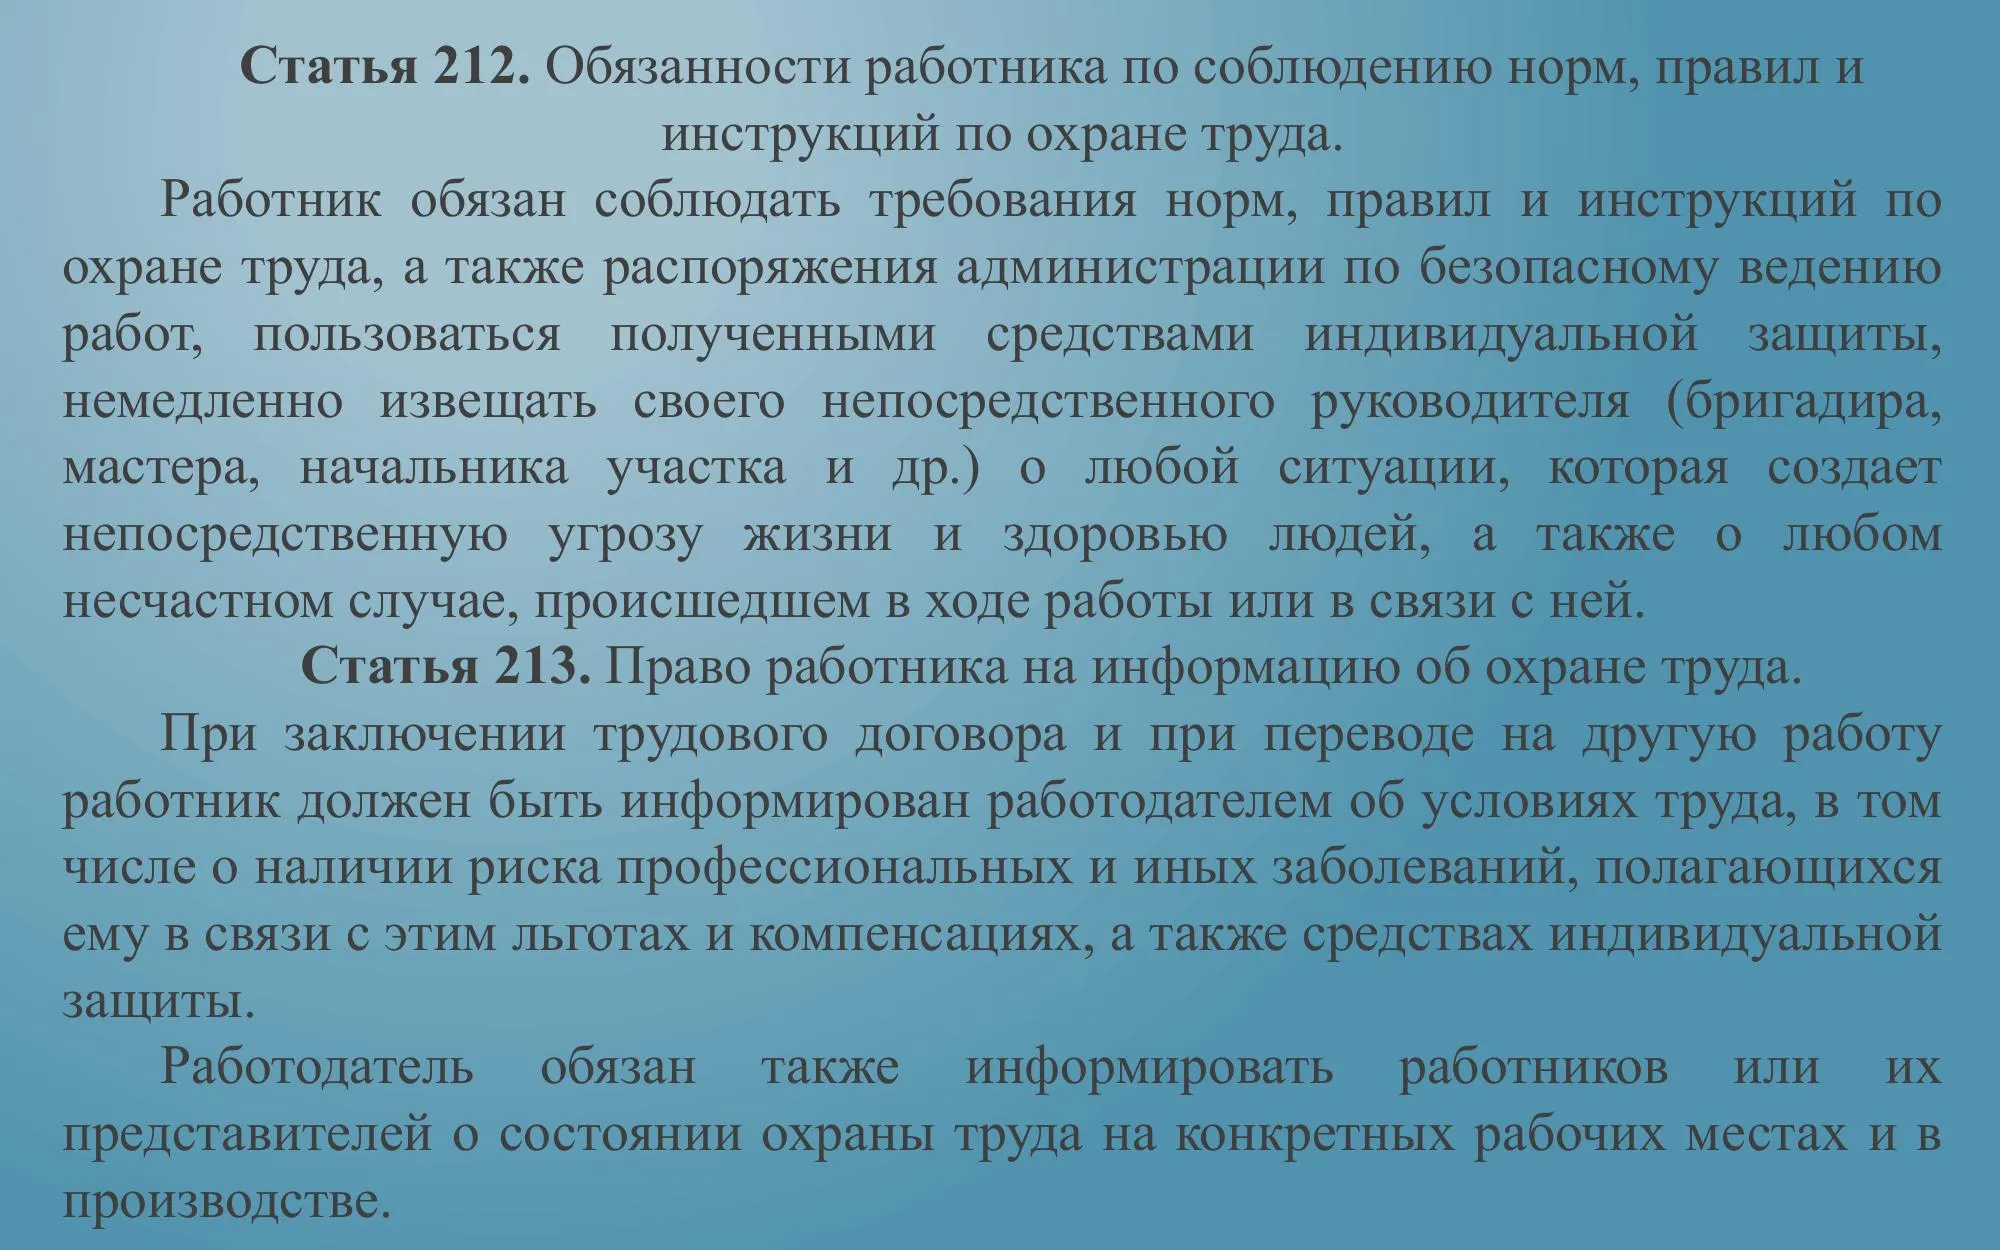 Статья 212. Обязанности работника по соблюдению норм, правил и
инструкций по охране труда.
Работник обязан соблюдать требования норм, правил и инструкций по
охране труда, а также распоряжения администрации по безопасному ведению
работ, пользоваться полученными средствами индивидуальной защиты,
немедленно извещать своего непосредственного руководителя (бригадира,
мастера, начальника участка и др.) о любой ситуации, которая создает
непосредственную угрозу жизни и здоровью людей, а также о любом
несчастном случае, происшедшем в ходе работы или в связи с ней.
Статья 213. Право работника на информацию об охране труда.
При заключении трудового договора и при переводе на другую работу
работник должен быть информирован работодателем об условиях труда, в том
числе о наличии риска профессиональных и иных заболеваний, полагающихся
ему в связи с этим льготах и компенсациях, а также средствах индивидуальной
защиты.
Работодатель обязан также информировать работников или их
представителей о состоянии охраны труда на конкретных рабочих местах и в
производстве.